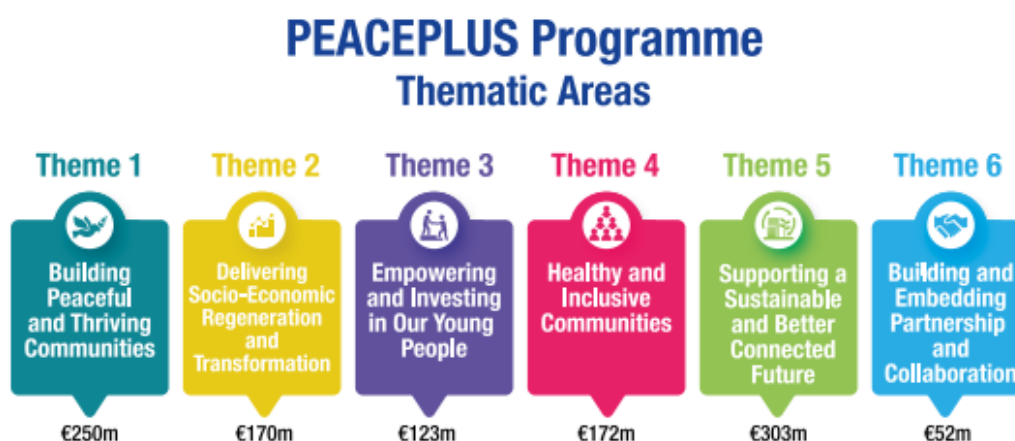 PEACEPLUS Programme
Thematic Areas
Theme 1
Building
Peaceful
and Thriving
Communities
€250m
Theme 2
Delivering
Socio-Economic
Regeneration
and
Transformation
€170m
Theme 3
Empowering
and Investing
in Our Young
People
€123m
Theme 4
Healthy and
Inclusive
Communities
€172m
Theme 5
Supporting a
Sustainable
and Better
Connected
Future
€303m
Theme 6
Building and
Embedding
Partnership
and
Collaboration
€52m